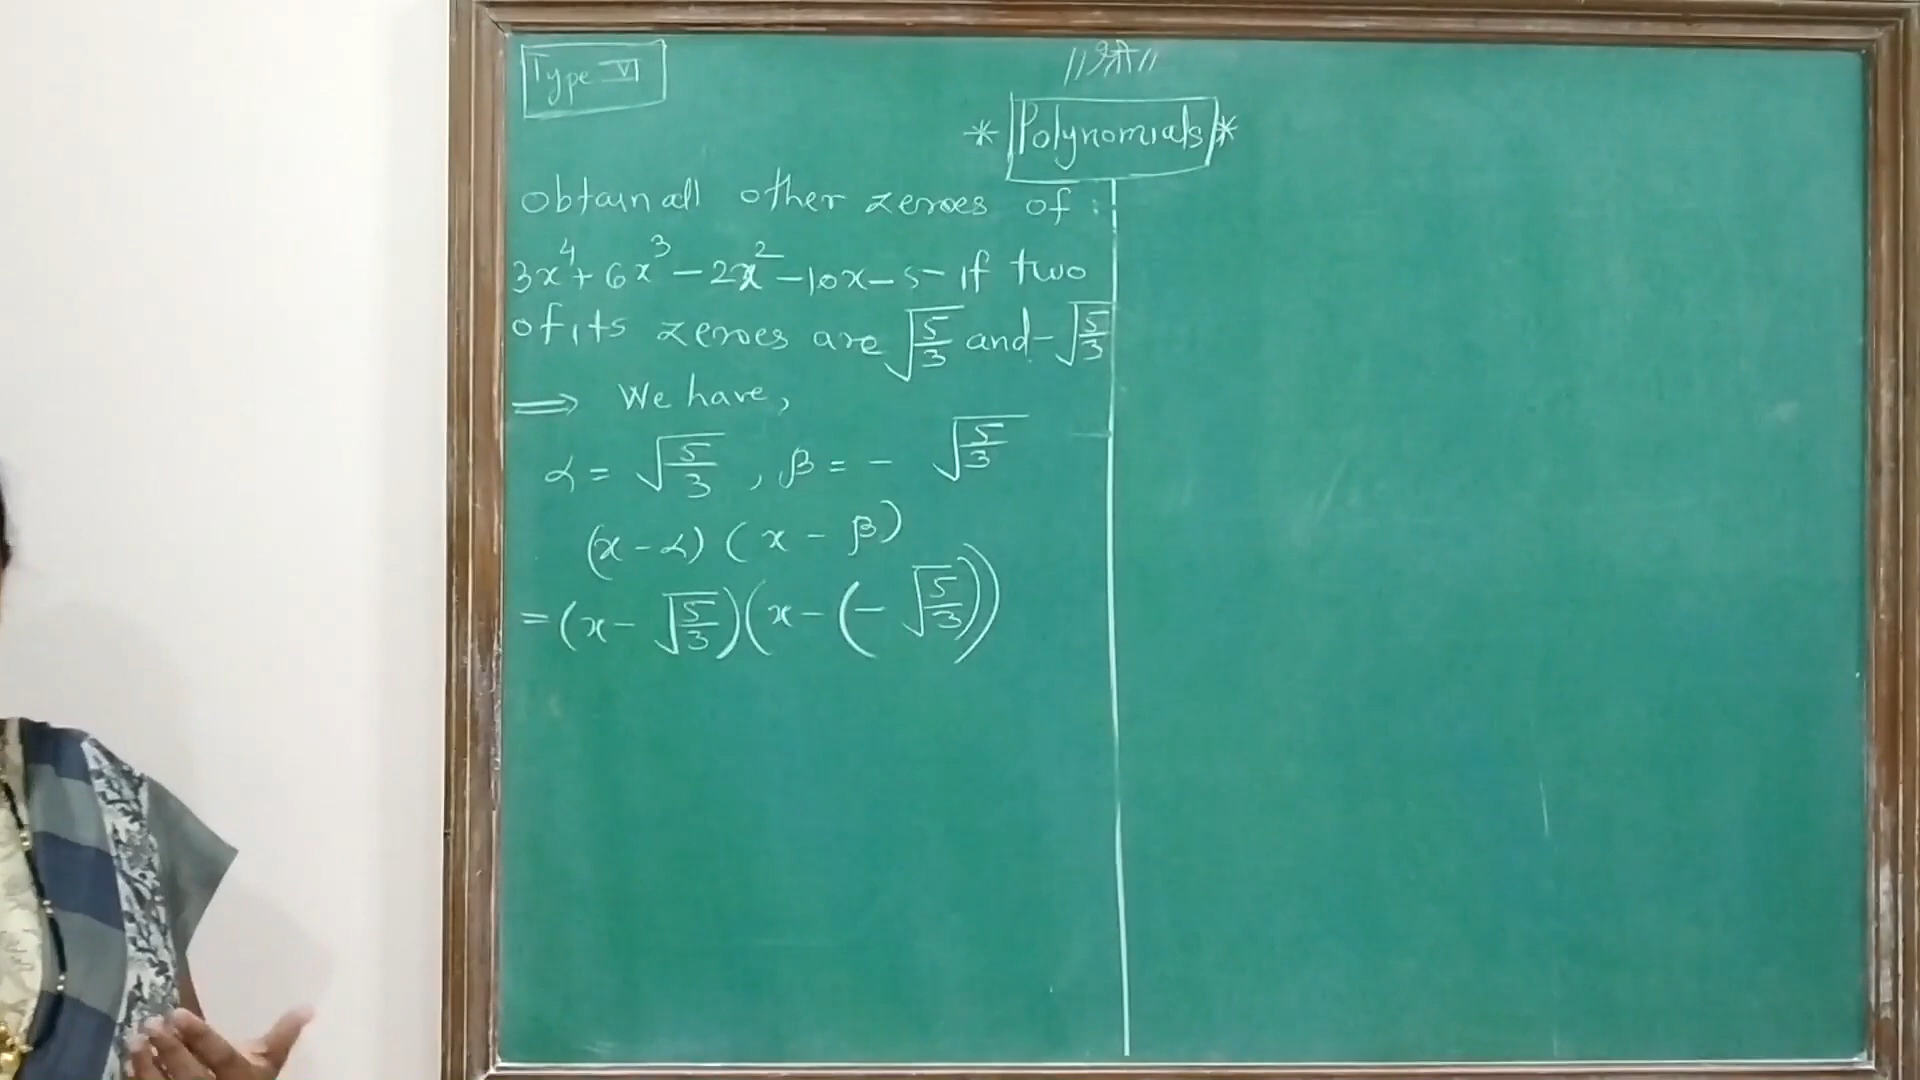 Type VI
* Polynomials *
obtain all other zeroes of :
3x⁴ + 6x³ − 2x² − 10x − 5 if two
of its zeroes are √5/3 and −√5/3
⟹ We have,
α = √5/3 , β = − √5/3
(x − α) ( x − β)
= (x − √5/3)(x − (− √5/3))